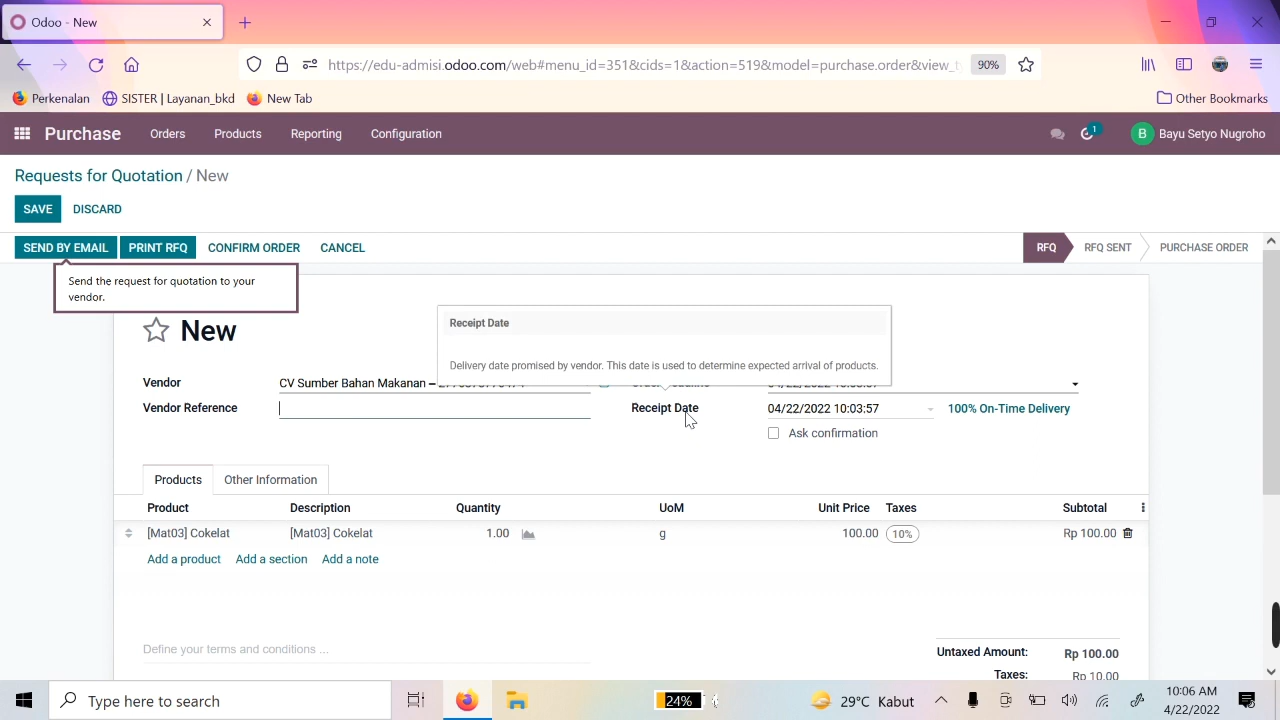 Odoo - New
https://edu-admisi.odoo.com/web#menu_id=351&cids=1&action=519&model=purchase.order&view_ty
90%
Perkenalan
SISTER | Layanan_bkd
New Tab
Other Bookmarks
Purchase
Orders
Products
Reporting
Configuration
1
B
Bayu Setyo Nugroho
Requests for Quotation / New
SAVE
DISCARD
SEND BY EMAIL
PRINT RFQ
CONFIRM ORDER
CANCEL
RFQ
RFQ SENT
PURCHASE ORDER
Send the request for quotation to your
vendor.
New
Receipt Date
Delivery date promised by vendor. This date is used to determine expected arrival of products.
Vendor
CV Sumber Bahan Makanan –
Vendor Reference
Receipt Date
04/22/2022 10:03:57
100% On-Time Delivery
Ask confirmation
Products
Other Information
Product Description Quantity UoM Unit Price Taxes Subtotal
[Mat03] Cokelat [Mat03] Cokelat 1.00 g 100.00 10% Rp 100.00
Add a product Add a section Add a note
Define your terms and conditions ...
Untaxed Amount: Rp 100.00
Taxes: Rp 10.00
Type here to search
24%
29°C Kabut
10:06 AM
4/22/2022